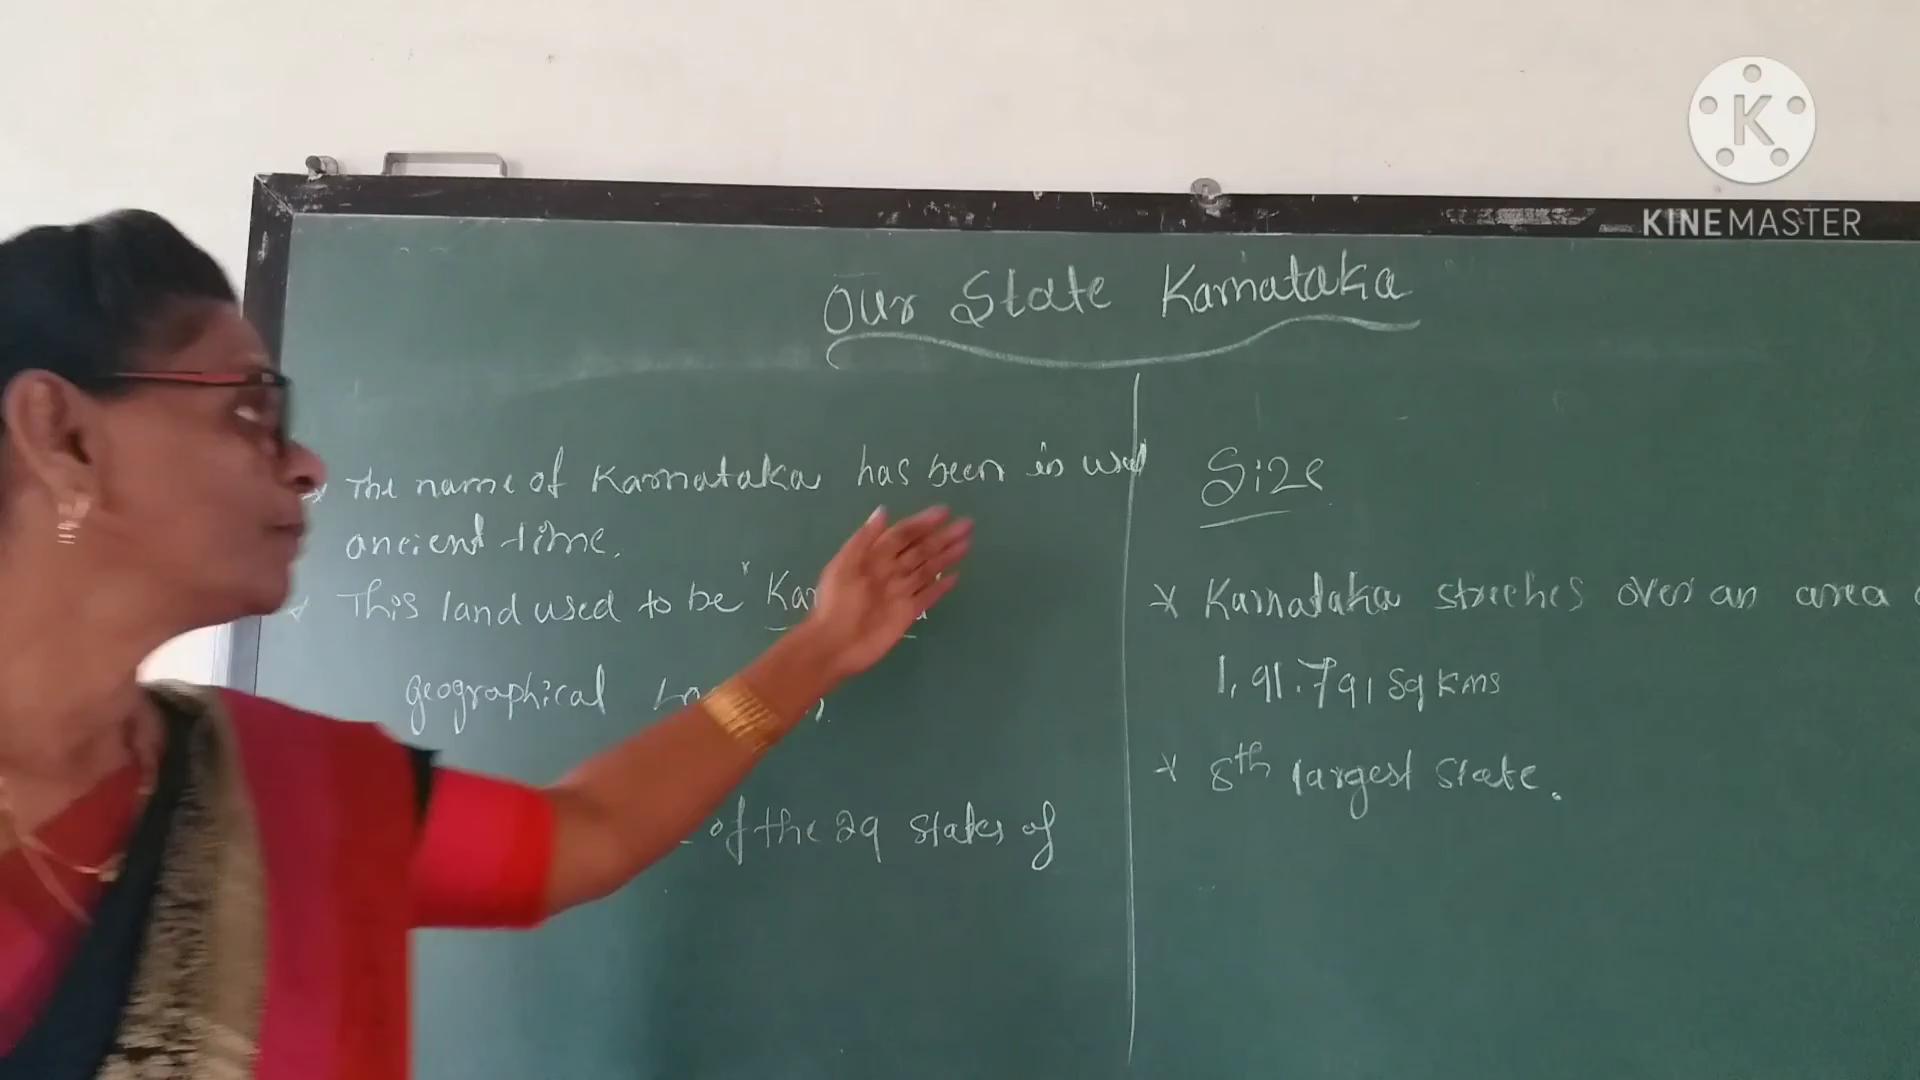 K
KINEMASTER
Our State Karnataka
* The name of Karnataka has been in
ancient time.
* This land used to be
geographical
of the 29 states of
Size
* Karnataka streches over an area
1,91.791 Sq Kms
* 8th largest state.